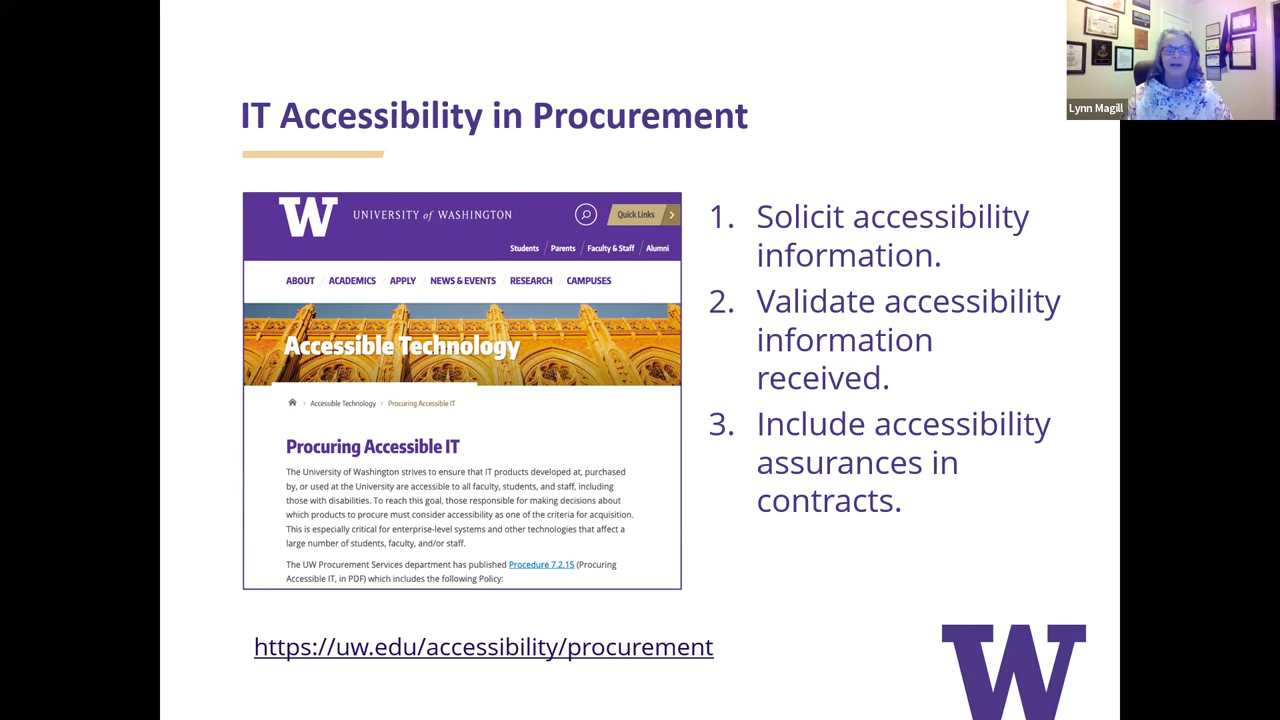 Lynn Magill
IT Accessibility in Procurement
W
UNIVERSITY of WASHINGTON
Quick Links
Students
Parents
Faculty & Staff
Alumni
ABOUT
ACADEMICS
APPLY
NEWS & EVENTS
RESEARCH
CAMPUSES
Accessible Technology
Accessible Technology
Procuring Accessible IT
Procuring Accessible IT
The University of Washington strives to ensure that IT products developed at, purchased
by, or used at the University are accessible to all faculty, students, and staff, including
those with disabilities. To reach this goal, those responsible for making decisions about
which products to procure must consider accessibility as one of the criteria for acquisition.
This is especially critical for enterprise-level systems and other technologies that affect a
large number of students, faculty, and/or staff.
The UW Procurement Services department has published Procedure 7.2.15 (Procuring
Accessible IT, in PDF) which includes the following Policy:
1. Solicit accessibility
information.
2. Validate accessibility
information
received.
3. Include accessibility
assurances in
contracts.
https://uw.edu/accessibility/procurement
W